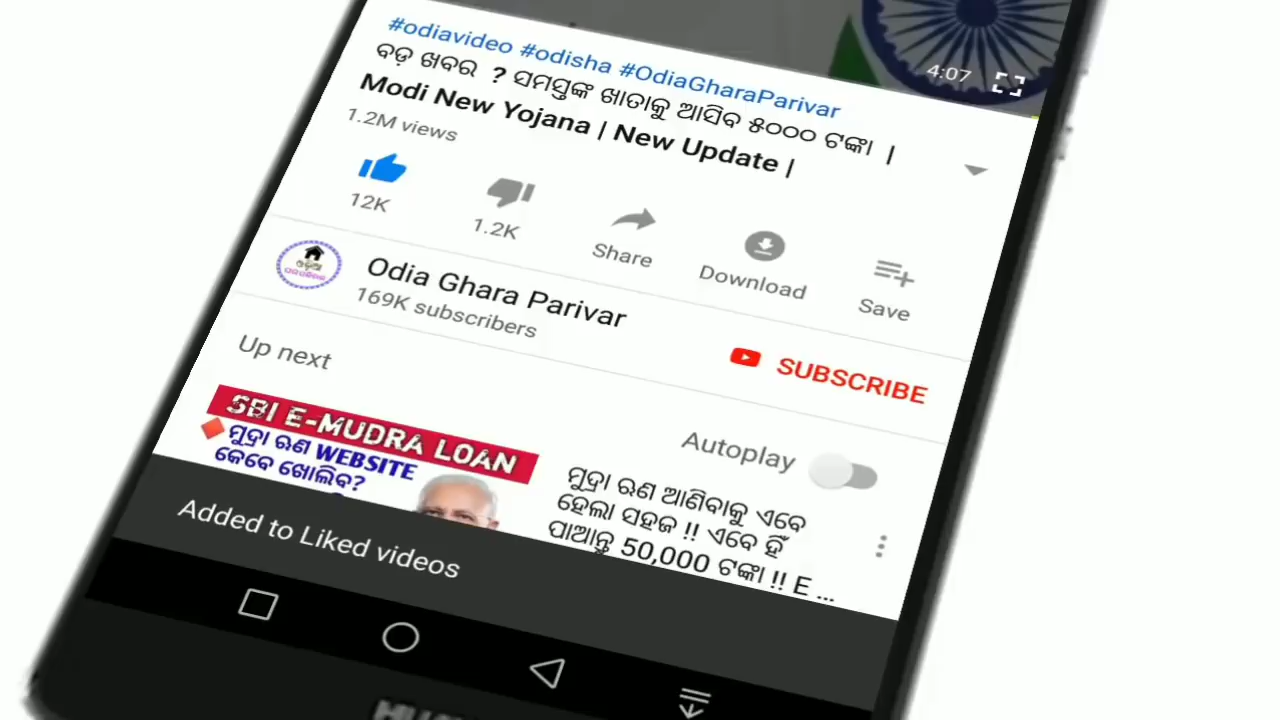 4:07
#odiavideo #odisha #OdiaGharaParivar
ବଡ଼ ଖବର ? ସମସ୍ତଙ୍କ ଖାତାକୁ ଆସିବ ୫୦୦୦ ଟଙ୍କା |
Modi New Yojana | New Update |
1.2M views
12K
1.2K
Share
Download
Save
Odia Ghara Parivar
169K subscribers
SUBSCRIBE
Up next
Autoplay
SBI E-MUDRA LOAN
ମୁଦ୍ରା ଋଣ WEBSITE
କେବେ ଖୋଲିବ?
ମୁଦ୍ରା ଋଣ ଆଣିବାକୁ ଏବେ
ହେଲା ସହଜ !! ଏବେ ହିଁ
ପାଆନ୍ତୁ 50,000 ଟଙ୍କା !! E ...
Added to Liked videos